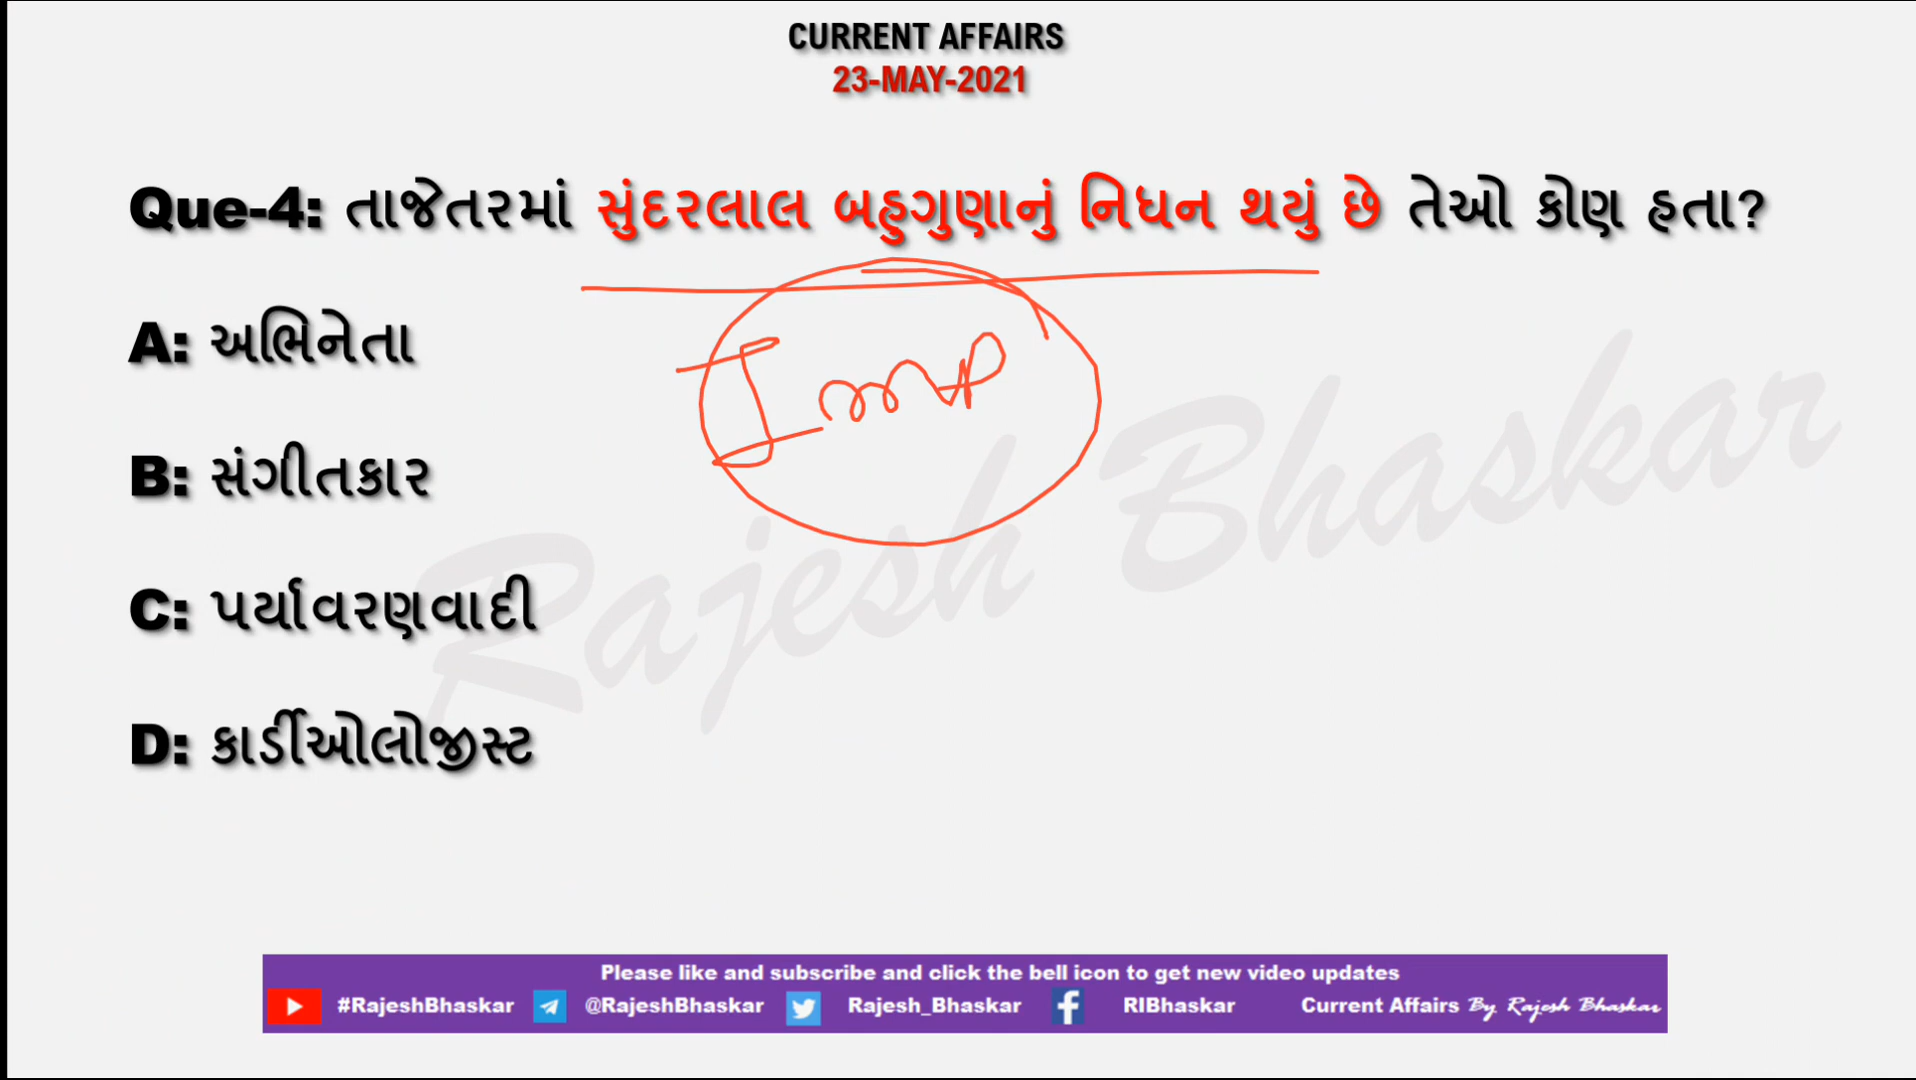 CURRENT AFFAIRS
23-MAY-2021
Que-4: તાજેતરમાં સુંદરલાલ બહુગુણાનું નિધન થયું છે તેઓ કોણ હતા?
A: અભિનેતા
Imp
B: સંગીતકાર
C: પર્યાવરણવાદી
D: કાર્ડીઓલોજીસ્ટ
Rajesh Bhaskar
Please like and subscribe and click the bell icon to get new video updates
#RajeshBhaskar @RajeshBhaskar Rajesh_Bhaskar RIBhaskar Current Affairs By Rajesh Bhaskar